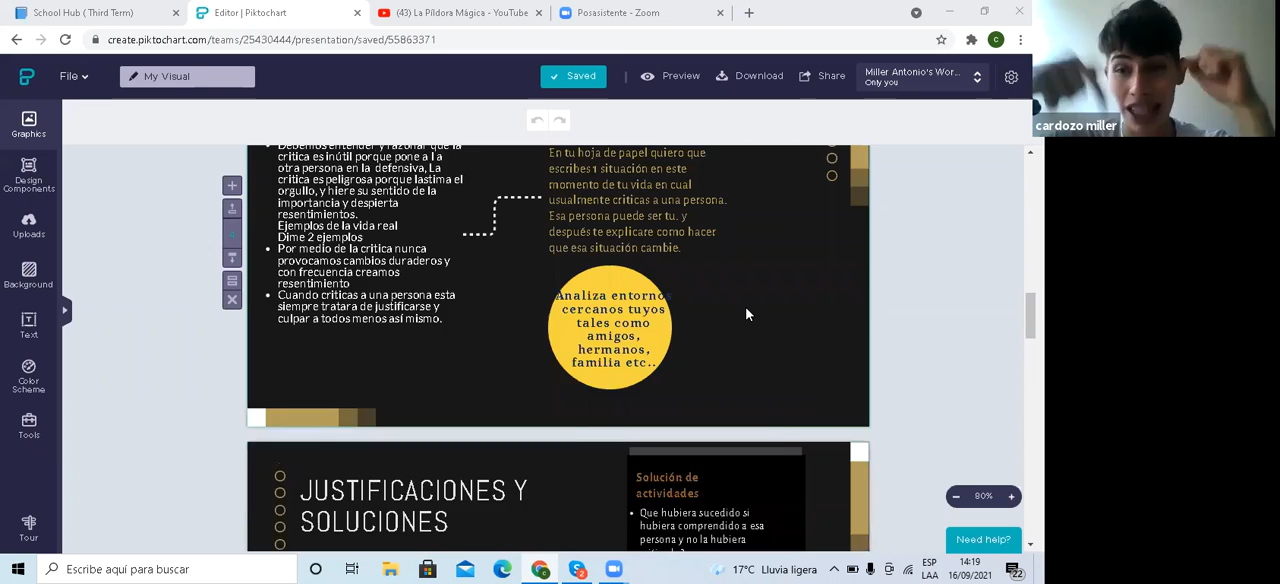 School Hub ( Third Term)
Editor | Piktochart
(43) La Píldora Mágica - YouTube
Posasistente - Zoom
create.piktochart.com/teams/25430444/presentation/saved/55863371
C
File
My Visual
Saved
Preview
Download
Share
Miller Antonio's Wor...
Only you
cardozo miller
Graphics
Design
Components
Uploads
Background
Text
Color
Scheme
Tools
Tour
Debemos entender y razonar que la
critica es inútil porque pone a l a
otra persona en la defensiva, La
critica es peligrosa porque lastima el
orgullo, y hiere su sentido de la
importancia y despierta
resentimientos.
Ejemplos de la vida real
Dime 2 ejemplos
• Por medio de la critica nunca
provocamos cambios duraderos y
con frecuencia creamos
resentimiento
• Cuando criticas a una persona esta
siempre tratara de justificarse y
culpar a todos menos así mismo.
En tu hoja de papel quiero que
escribes 1 situación en este
momento de tu vida en cual
usualmente criticas a una persona.
Esa persona puede ser tu. y
después te explicare como hacer
que esa situación cambie.
Analiza entornos
cercanos tuyos
tales como
amigos,
hermanos,
familia etc..
JUSTIFICACIONES Y
SOLUCIONES
Solución de
actividades
• Que hubiera sucedido si
hubiera comprendido a esa
persona y no la hubiera
80%
Need help?
Escribe aquí para buscar
17°C Lluvia ligera
ESP
LAA
14:19
16/09/2021
22